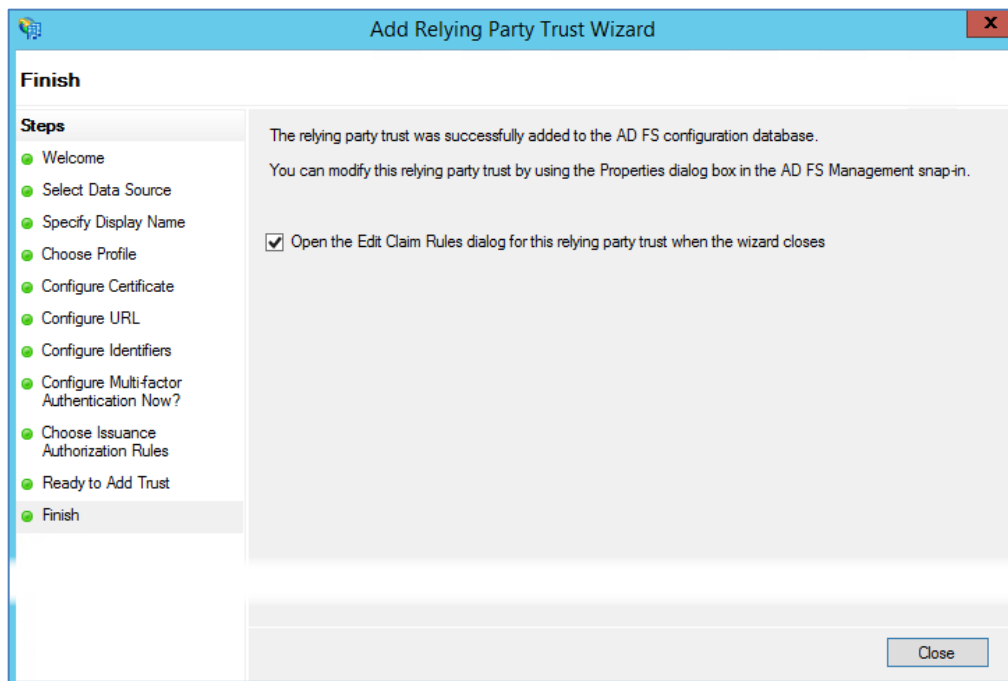 Add Relying Party Trust Wizard
X
Finish
Steps
Welcome
Select Data Source
Specify Display Name
Choose Profile
Configure Certificate
Configure URL
Configure Identifiers
Configure Multi-factor
Authentication Now?
Choose Issuance
Authorization Rules
Ready to Add Trust
Finish
The relying party trust was successfully added to the AD FS configuration database.
You can modify this relying party trust by using the Properties dialog box in the AD FS Management snap-in.
Open the Edit Claim Rules dialog for this relying party trust when the wizard closes
Close